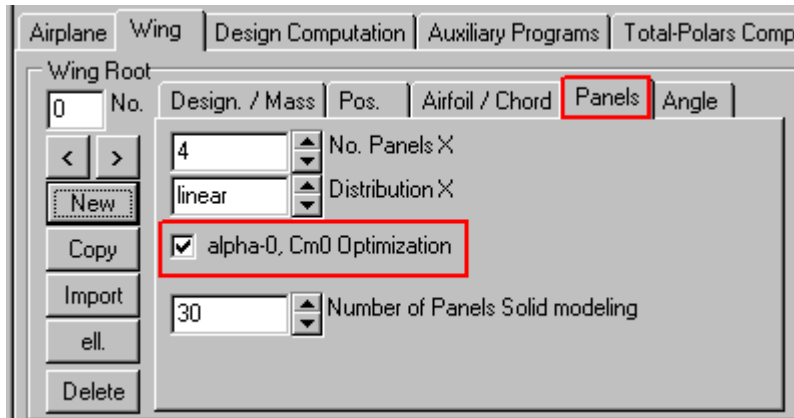 Airplane Wing Design Computation Auxiliary Programs Total-Polars Comp
Wing Root
0 No.
Design. / Mass Pos. Airfoil / Chord Panels Angle
< >
4 No. Panels X
New
linear Distribution X
Copy
alpha-0, Cm0 Optimization
Import
30 Number of Panels Solid modeling
ell.
Delete